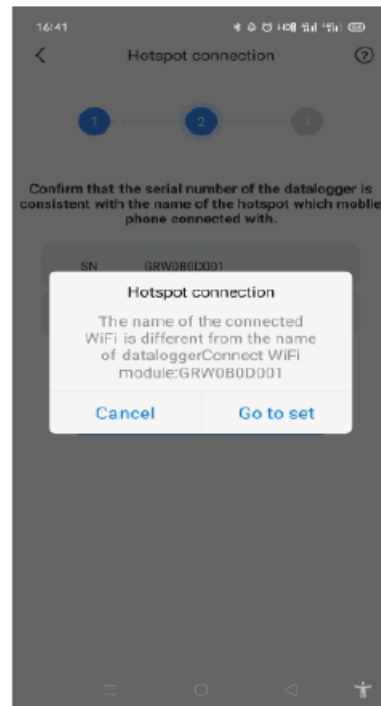 16:41
Hotspot connection
1
2
3
Confirm that the serial number of the datalogger is
consistent with the name of the hotspot which moblie
phone connected with.
SN GRW0B0D001
Hotspot connection
The name of the connected
WiFi is different from the name
of dataloggerConnect WiFi
module:GRW0B0D001
Cancel Go to set